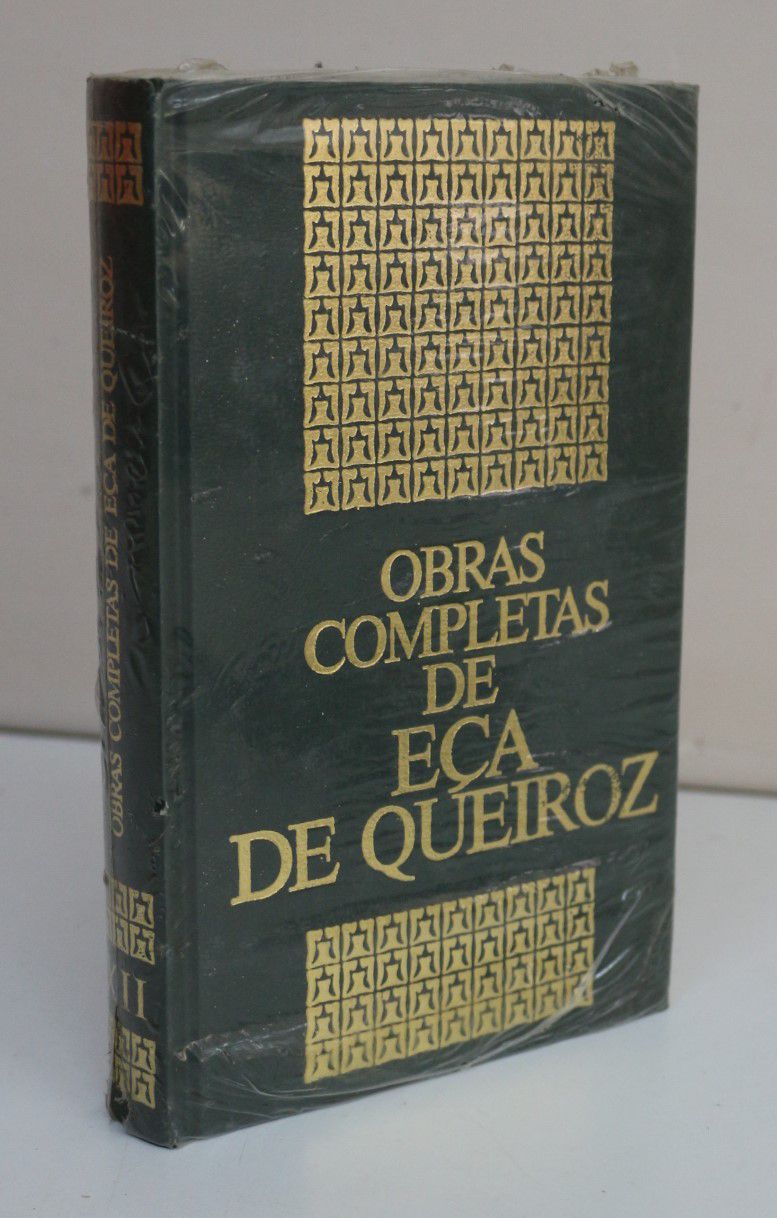 OBRAS
COMPLETAS
DE
EÇA
DE QUEIROZ
OBRAS COMPLETAS DE EÇA DE QUEIROZ